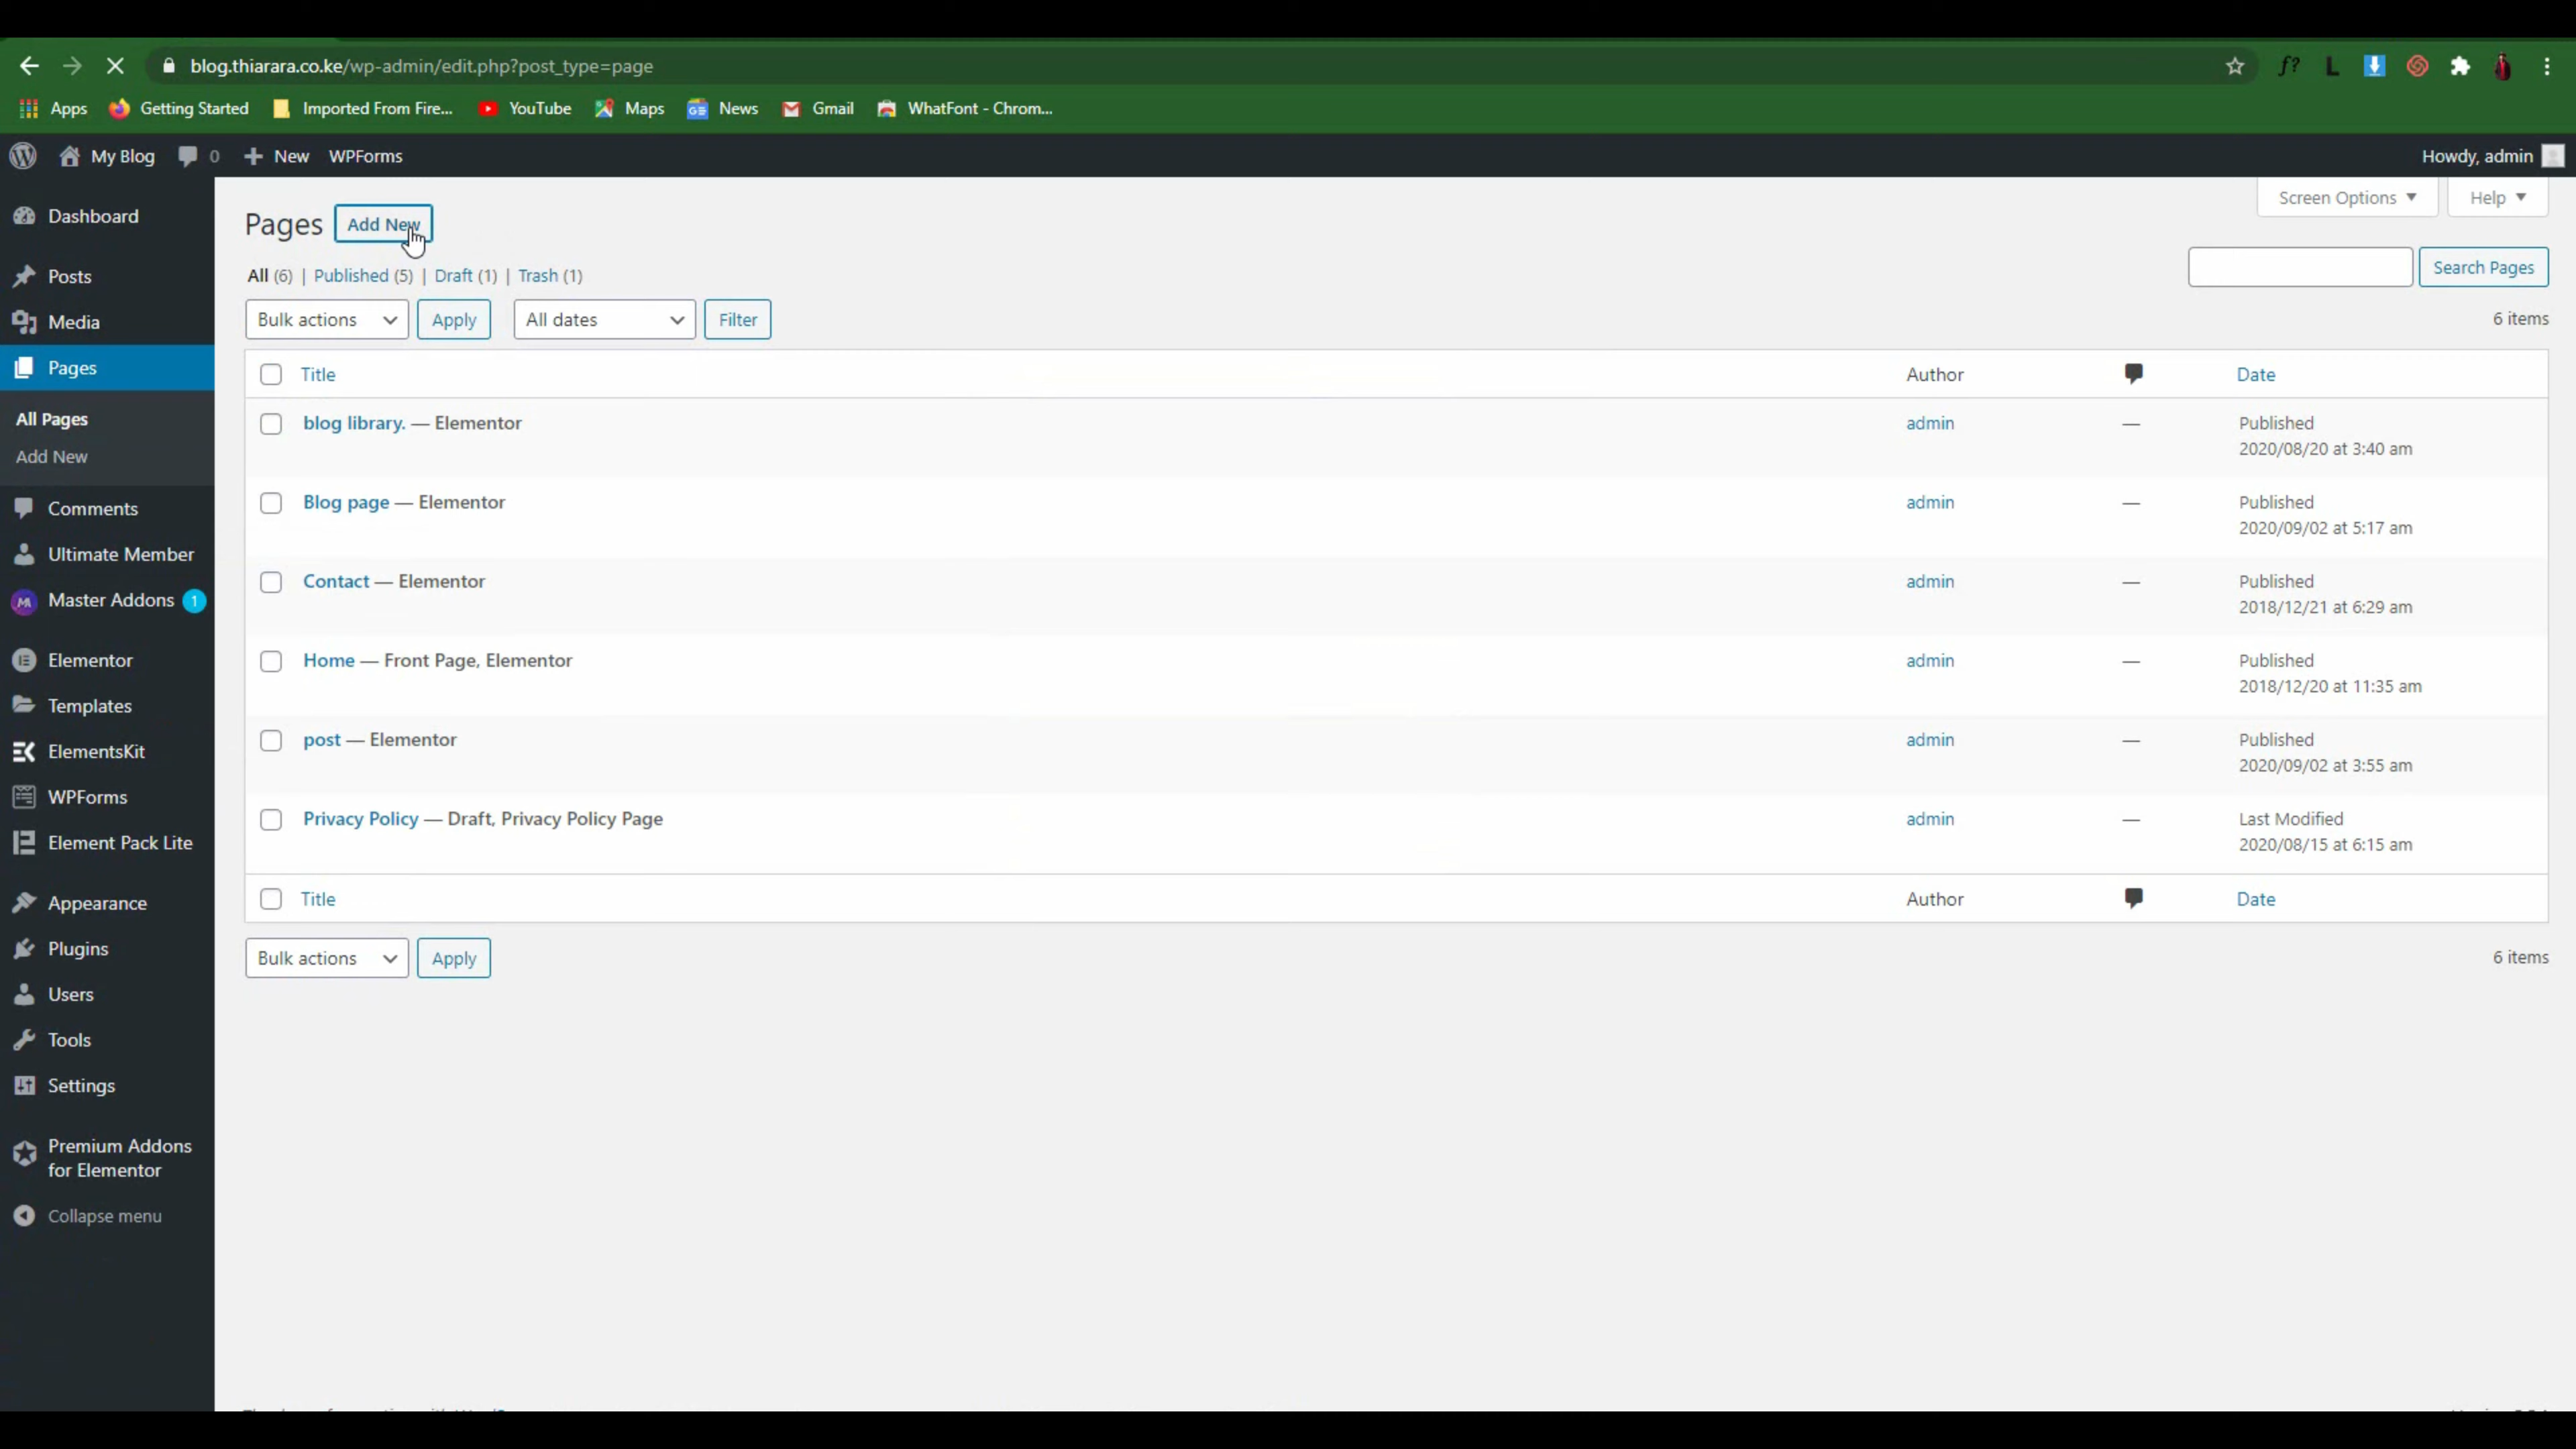 blog.thiarara.co.ke/wp-admin/edit.php?post_type=page
Apps Getting Started Imported From Fire... YouTube Maps News Gmail WhatFont - Chrom...
My Blog 0 New WPForms Howdy, admin
Dashboard
Posts
Media
Pages
All Pages
Add New
Comments
Ultimate Member
Master Addons 1
Elementor
Templates
ElementsKit
WPForms
Element Pack Lite
Appearance
Plugins
Users
Tools
Settings
Premium Addons
for Elementor
Collapse menu
Screen Options Help
Pages Add New
All (6) | Published (5) | Draft (1) | Trash (1)
Search Pages
Bulk actions Apply All dates Filter 6 items
Title Author Date
blog library. — Elementor admin — Published
2020/08/20 at 3:40 am
Blog page — Elementor admin — Published
2020/09/02 at 5:17 am
Contact — Elementor admin — Published
2018/12/21 at 6:29 am
Home — Front Page, Elementor admin — Published
2018/12/20 at 11:35 am
post — Elementor admin — Published
2020/09/02 at 3:55 am
Privacy Policy — Draft, Privacy Policy Page admin — Last Modified
2020/08/15 at 6:15 am
Title Author Date
Bulk actions Apply 6 items